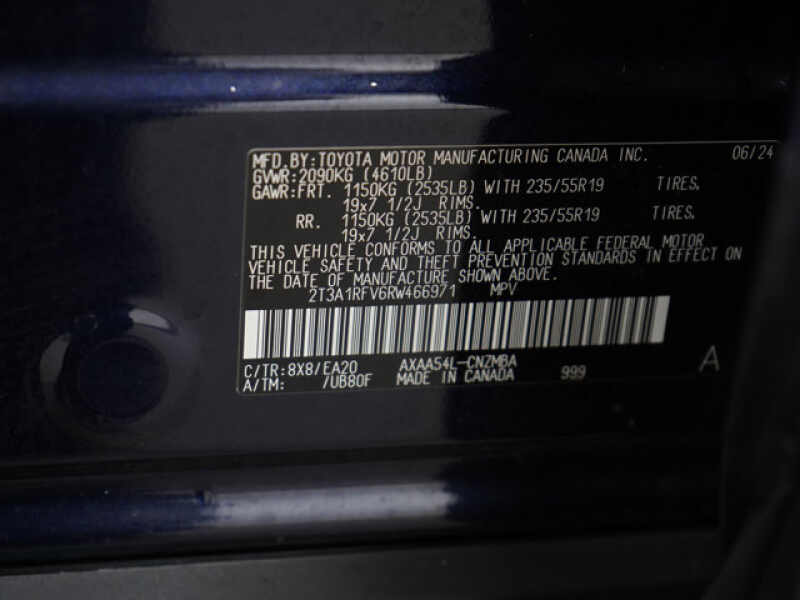 MFD. BY: TOYOTA MOTOR MANUFACTURING CANADA INC. 06/24
GVWR: 2090KG (4610LB)
GAWR: FRT. 1150KG (2535LB) WITH 235/55R19 TIRES.
19x7 1/2J RIMS.
RR. 1150KG (2535LB) WITH 235/55R19 TIRES.
19x7 1/2J RIMS.
THIS VEHICLE CONFORMS TO ALL APPLICABLE FEDERAL MOTOR
VEHICLE SAFETY AND THEFT PREVENTION STANDARDS IN EFFECT ON
THE DATE OF MANUFACTURE SHOWN ABOVE.
2T3A1RFV6RW466971 MPV
C/TR: 8X8/EA20 AXAA54L-CNZMBA A
A/TM: /UB80F MADE IN CANADA 999